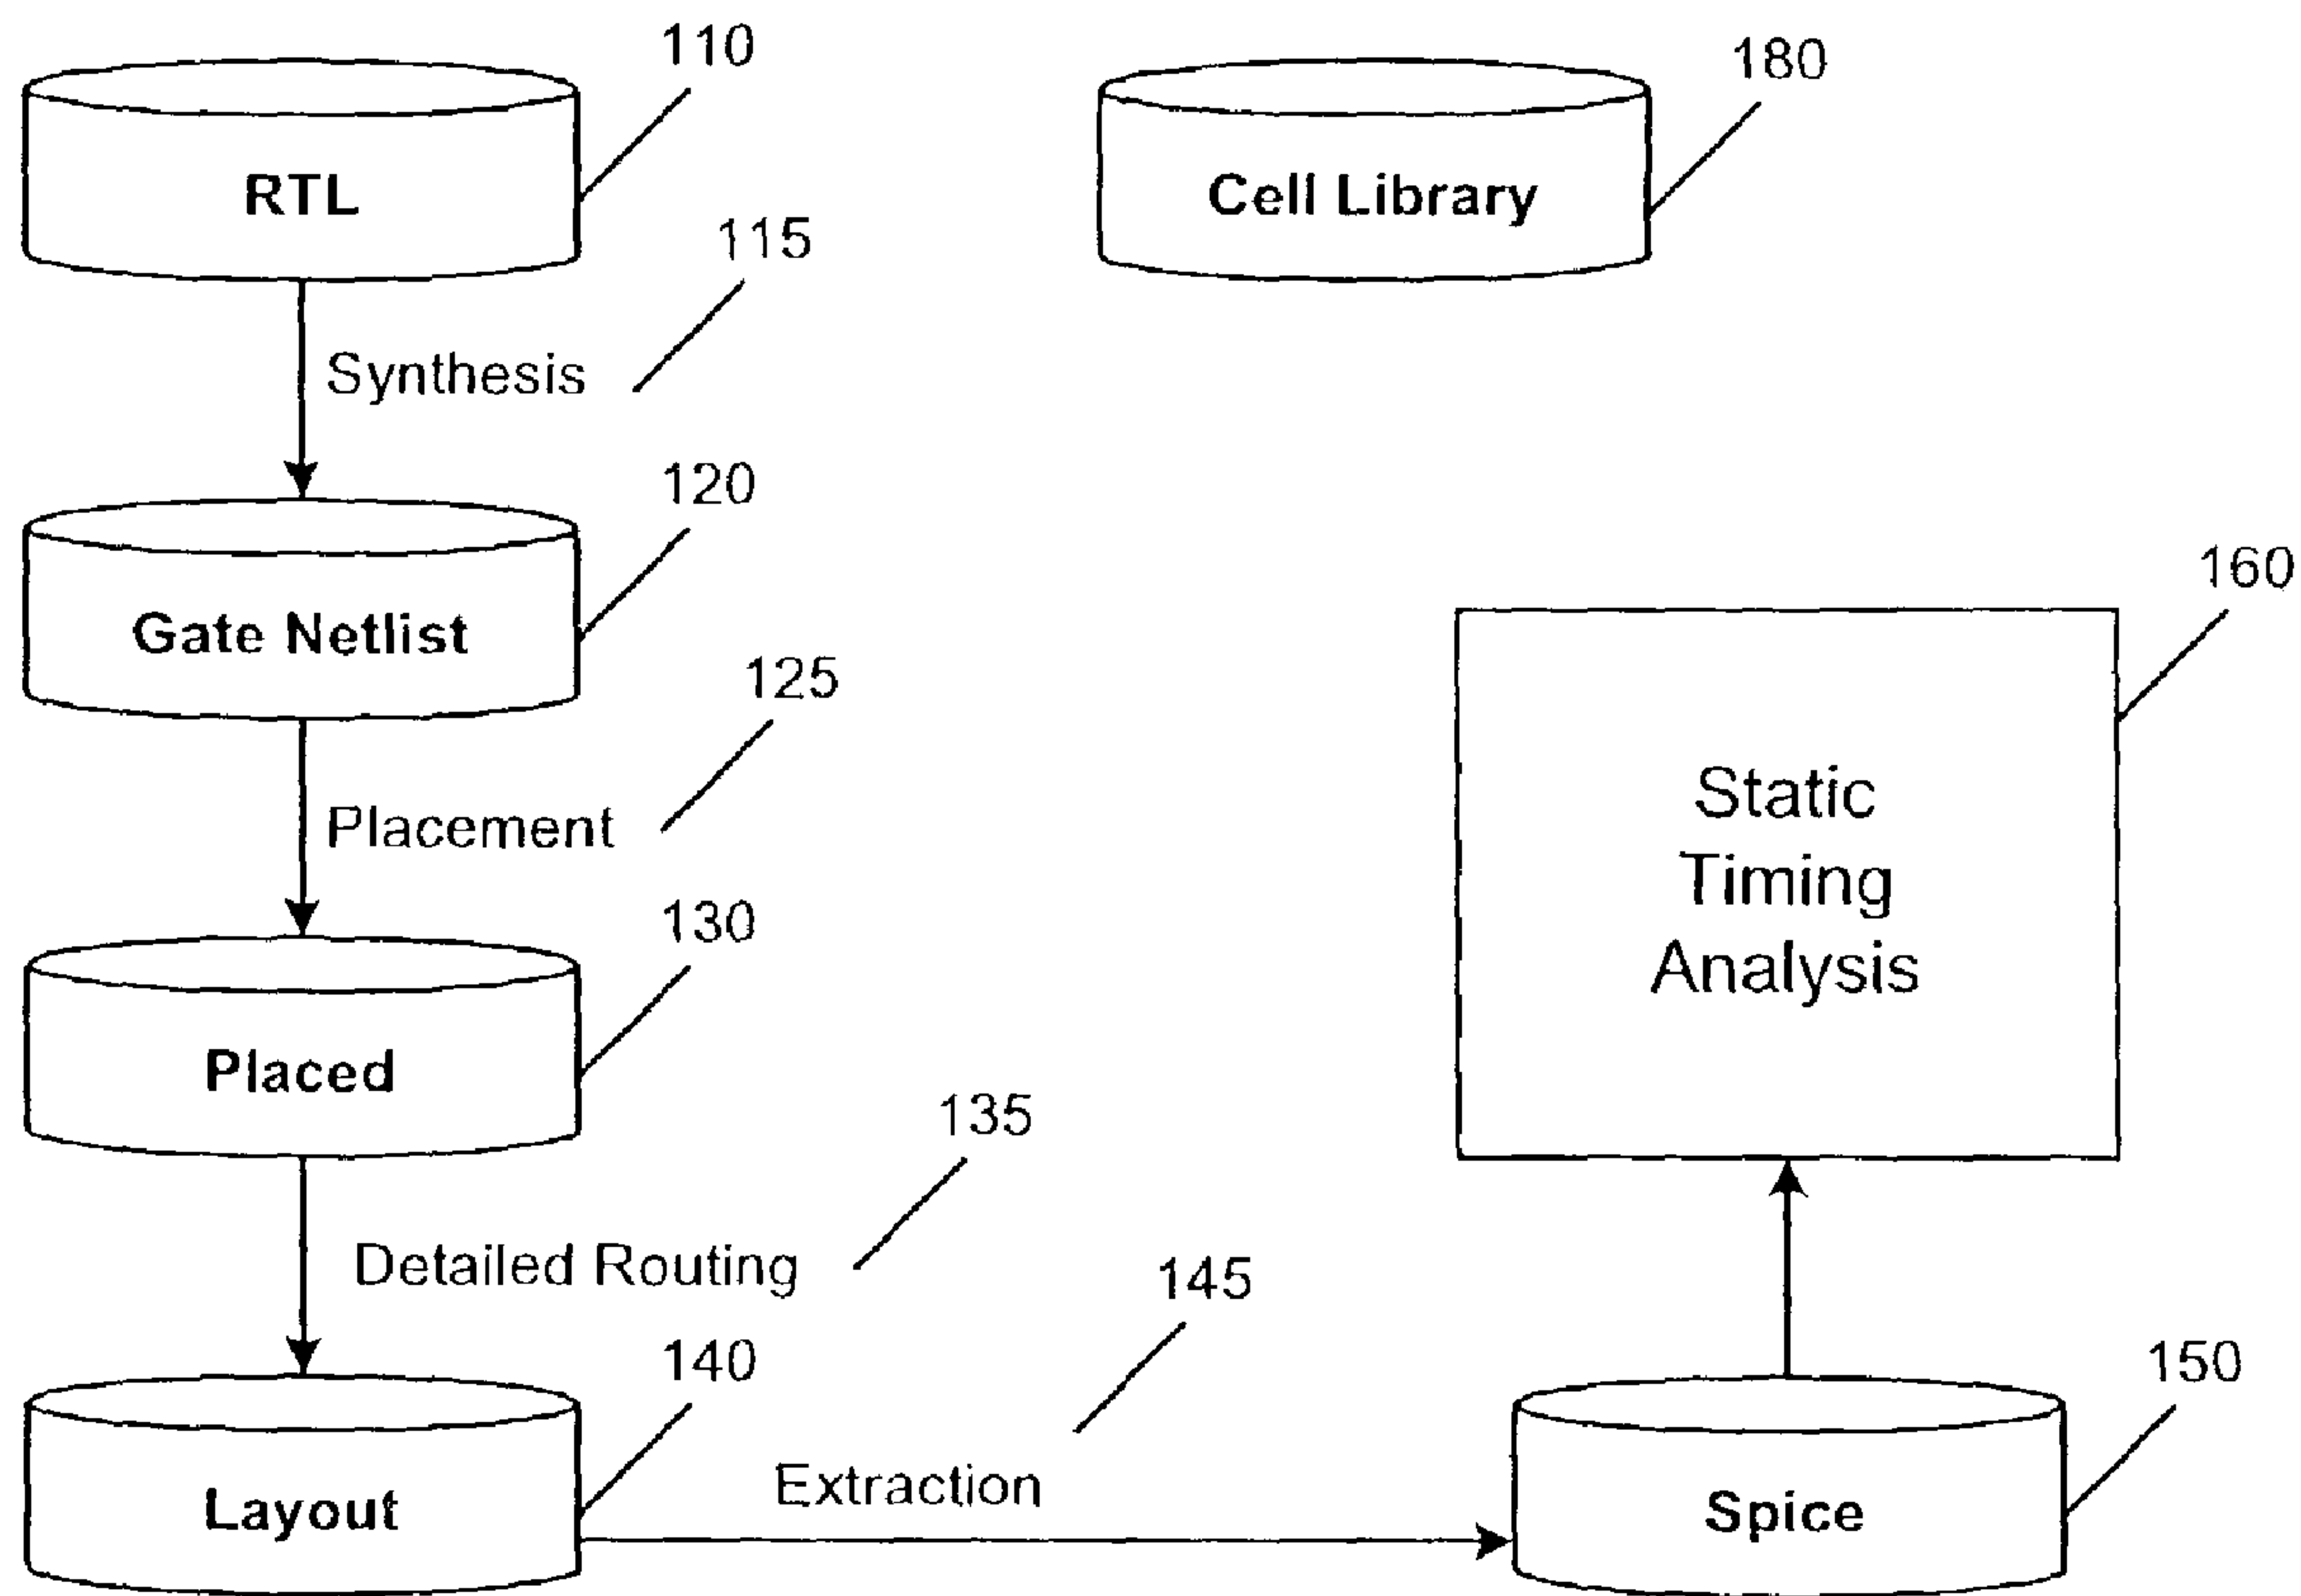 110
180
RTL
Cell Library
115
Synthesis
120
160
Gate Netlist
125
Static
Timing
Analysis
Placement
130
Placed
135
Detailed Routing
145
140
150
Extraction
Layout
Spice